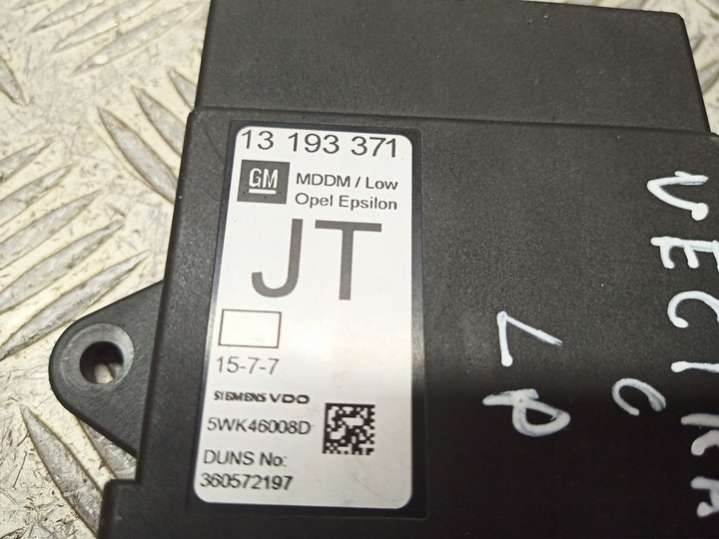 13 193 371
GM
MDDM / Low
Opel Epsilon
JT
15-7-7
SIEMENS VDO
5WK46008D
DUNS No:
360572197
VECTRA
C
LP